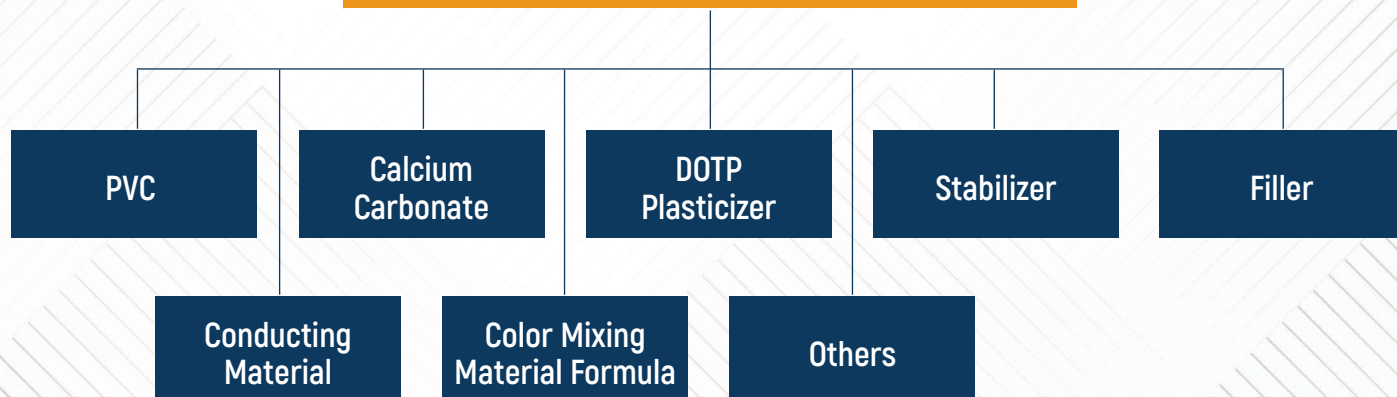 PVC
Calcium
Carbonate
DOTP
Plasticizer
Stabilizer
Filler
Conducting
Material
Color Mixing
Material Formula
Others